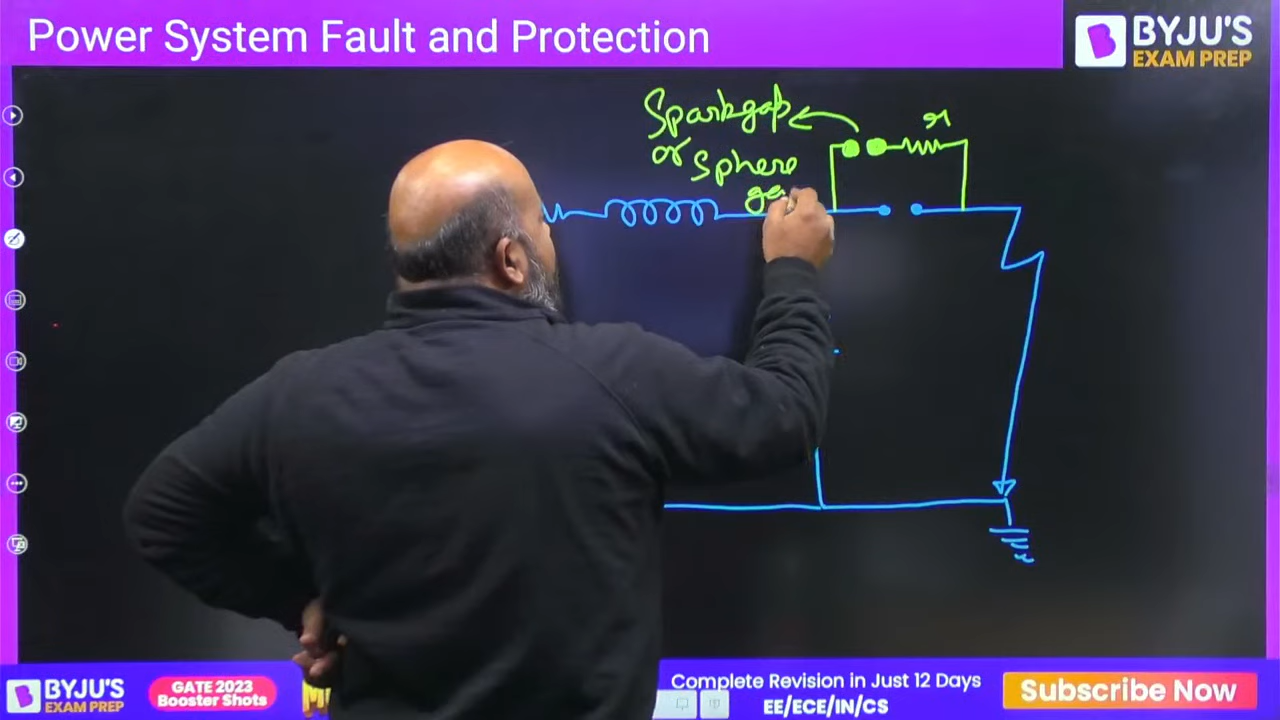 Power System Fault and Protection
BYJU'S
EXAM PREP
Sparkgap
or sphere
r
BYJU'S
EXAM PREP
GATE 2023
Booster Shots
Complete Revision in Just 12 Days
EE/ECE/IN/CS
Subscribe Now